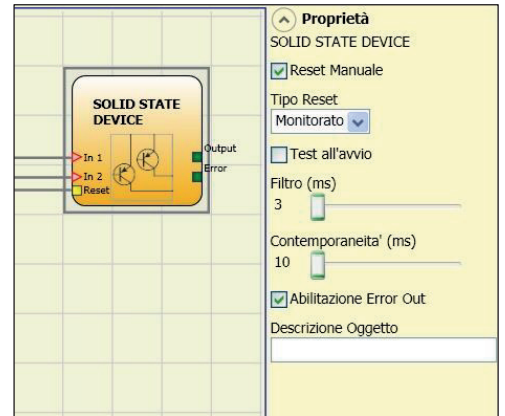 SOLID STATE
DEVICE
In 1
In 2
Reset
Output
Error
Proprietà
SOLID STATE DEVICE
Reset Manuale
Tipo Reset
Monitorato
Test all'avvio
Filtro (ms)
3
Contemporaneita' (ms)
10
Abilitazione Error Out
Descrizione Oggetto